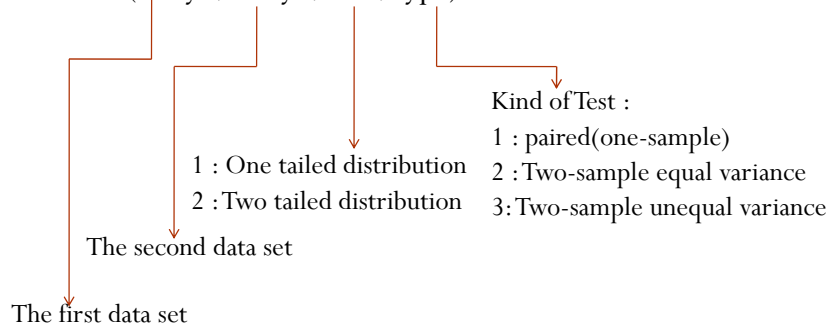 Kind of Test :
1 : paired(one-sample)
2 : Two-sample equal variance
3: Two-sample unequal variance
1 : One tailed distribution
2 : Two tailed distribution
The second data set
The first data set